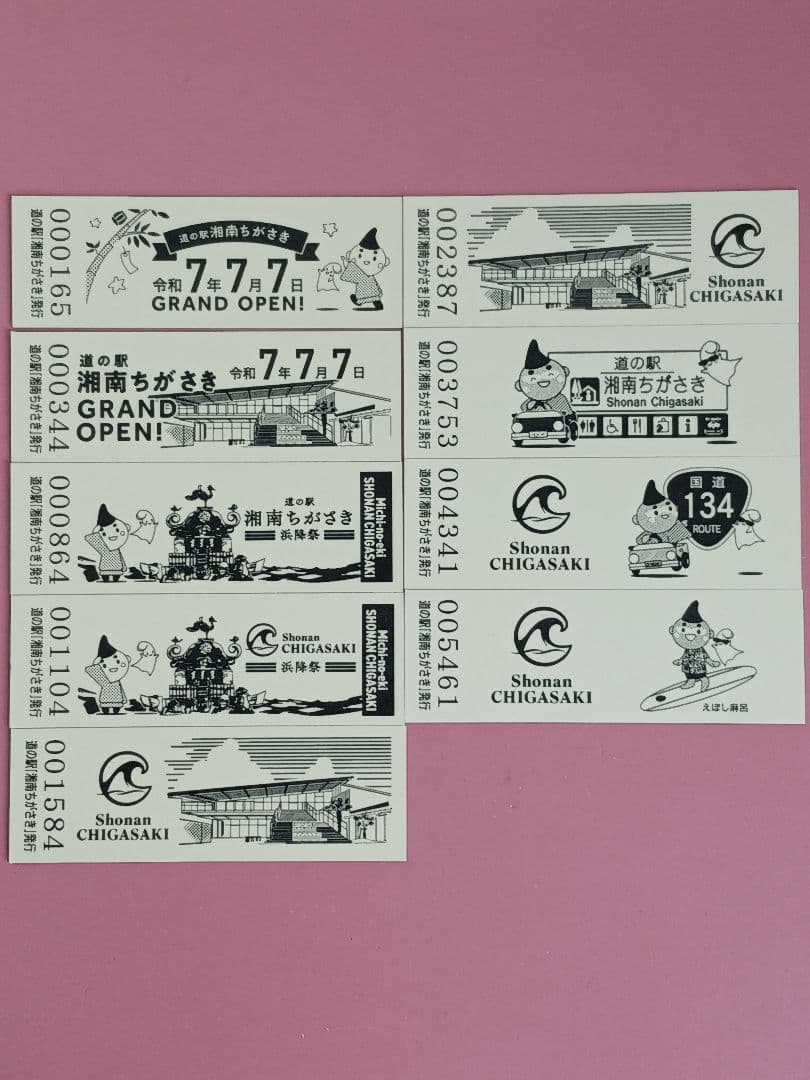 道の駅「湘南ちがさき」発行
000165
道の駅 湘南ちがさき
令和7年7月7日
GRAND OPEN!
道の駅「湘南ちがさき」発行
000344
道の駅
湘南ちがさき
令和7年7月7日
GRAND
OPEN!
道の駅「湘南ちがさき」発行
000864
道の駅
湘南ちがさき
浜降祭
Michi-no-eki
SHONAN CHIGASAKI
道の駅「湘南ちがさき」発行
001104
Shonan
CHIGASAKI
浜降祭
Michi-no-eki
SHONAN CHIGASAKI
道の駅「湘南ちがさき」発行
001584
Shonan
CHIGASAKI
道の駅「湘南ちがさき」発行
002387
Shonan
CHIGASAKI
道の駅「湘南ちがさき」発行
003753
道の駅
湘南ちがさき
Shonan Chigasaki
道の駅「湘南ちがさき」発行
004341
Shonan
CHIGASAKI
国道
134
ROUTE
道の駅「湘南ちがさき」発行
005461
Shonan
CHIGASAKI
えぼし麻呂